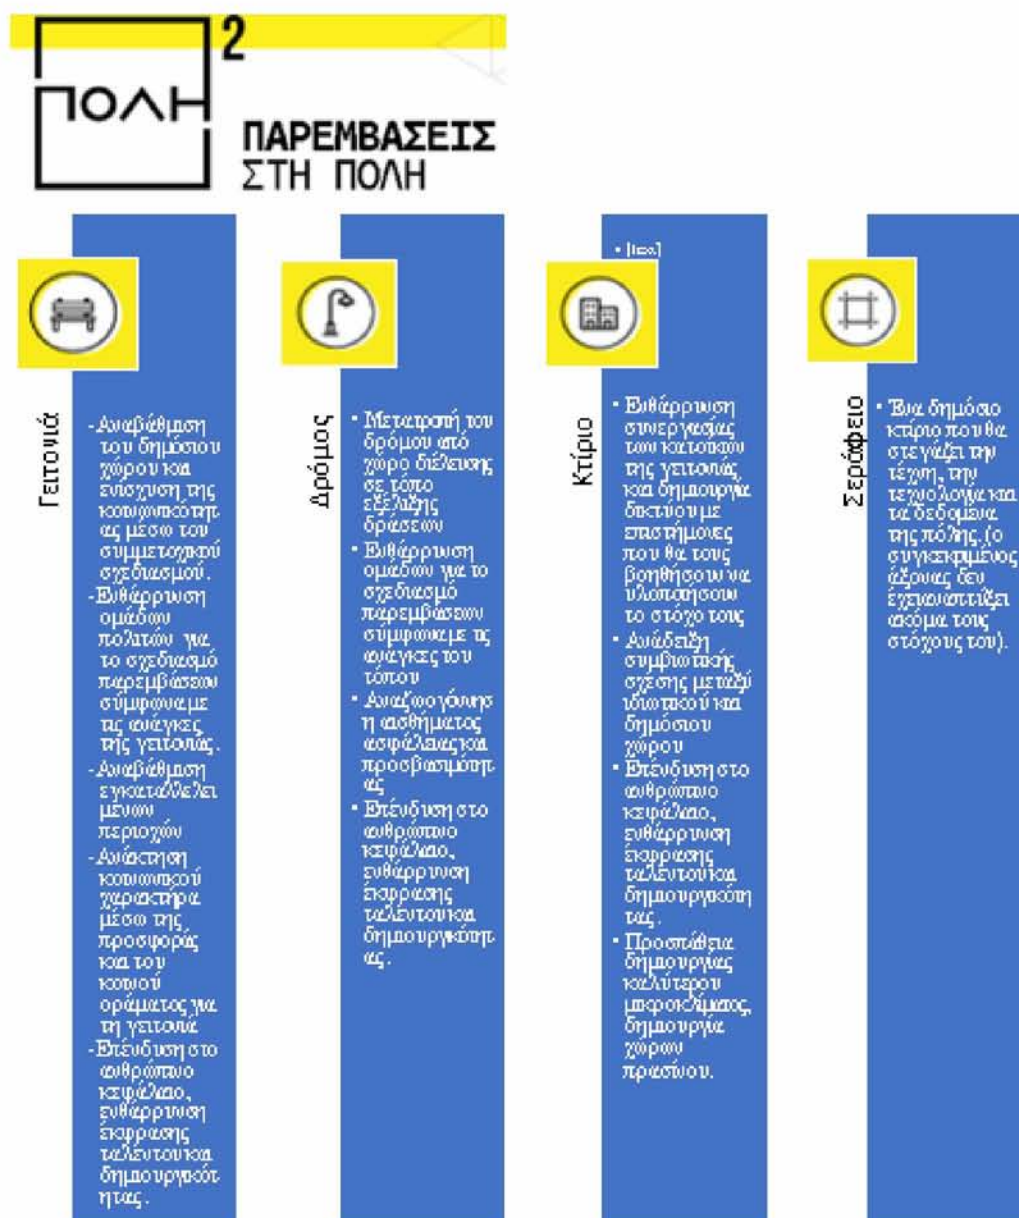 ΠΟΛΗ
2
ΠΑΡΕΜΒΑΣΕΙΣ
ΣΤΗ ΠΟΛΗ
Γειτονιά
-Αναβάθμιση
του δημόσιου
χώρου και
ενίσχυση της
κοινωνικότητ
ας μέσω του
συμμετοχικού
σχεδιασμού.
-Ενθάρρυνση
ομάδων
πολιτών για
το σχεδιασμό
παρεμβάσεων
σύμφωνα με
τις ανάγκες
της γειτονιάς.
-Αναβάθμιση
εγκαταλλελει
μένων
περιοχών
-Ανάκτηση
κοινωνικού
χαρακτήρα
μέσω της
προσφοράς
και του
κοινού
οράματος για
τη γειτονιά
-Επένδυση στο
ανθρώπινο
κεφάλαιο,
ενθάρρυνση
έκφρασης
ταλέντου και
δημιουργικότ
ητας.
Δρόμος
• Μετατροπή του
δρόμου από
χώρο διέλευσης
σε τόπο
εξέλιξης
δράσεων
• Ενθάρρυνση
ομάδων για το
σχεδιασμό
παρεμβάσεων
σύμφωνα με τις
ανάγκες του
τόπου
• Αναζωογόνησ
η αισθήματος
ασφάλειας και
προσβασιμότητ
ας
• Επένδυση στο
ανθρώπινο
κεφάλαιο,
ενθάρρυνση
έκφρασης
ταλέντου και
δημιουργικότητ
ας.
Κτίριο
• [Text]
• Ενθάρρυνση
συνεργασίας
των κατοίκων
της γειτονιάς
και δημιουργία
δικτύου με
επιστήμονες
που θα τους
βοηθήσουν να
υλοποιήσουν
το στόχο τους
• Ανάδειξη
συμβιωτικής
σχέσης μεταξύ
ιδιωτικού και
δημόσιου
χώρου
• Επένδυση στο
ανθρώπινο
κεφάλαιο,
ενθάρρυνση
έκφρασης
ταλέντου και
δημιουργικότη
τας.
• Προσπάθεια
δημιουργίας
καλύτερου
μικροκλίματος,
δημιουργία
χώρων
πρασίνου.
Σεράφειο
• Ένα δημόσιο
κτίριο που θα
στεγάζει την
τέχνη, την
τεχνολογία και
τα δεδομένα
της πόλης. (ο
συγκεκριμένος
άξονας δεν
έχει αναπτύξει
ακόμα τους
στόχους του).